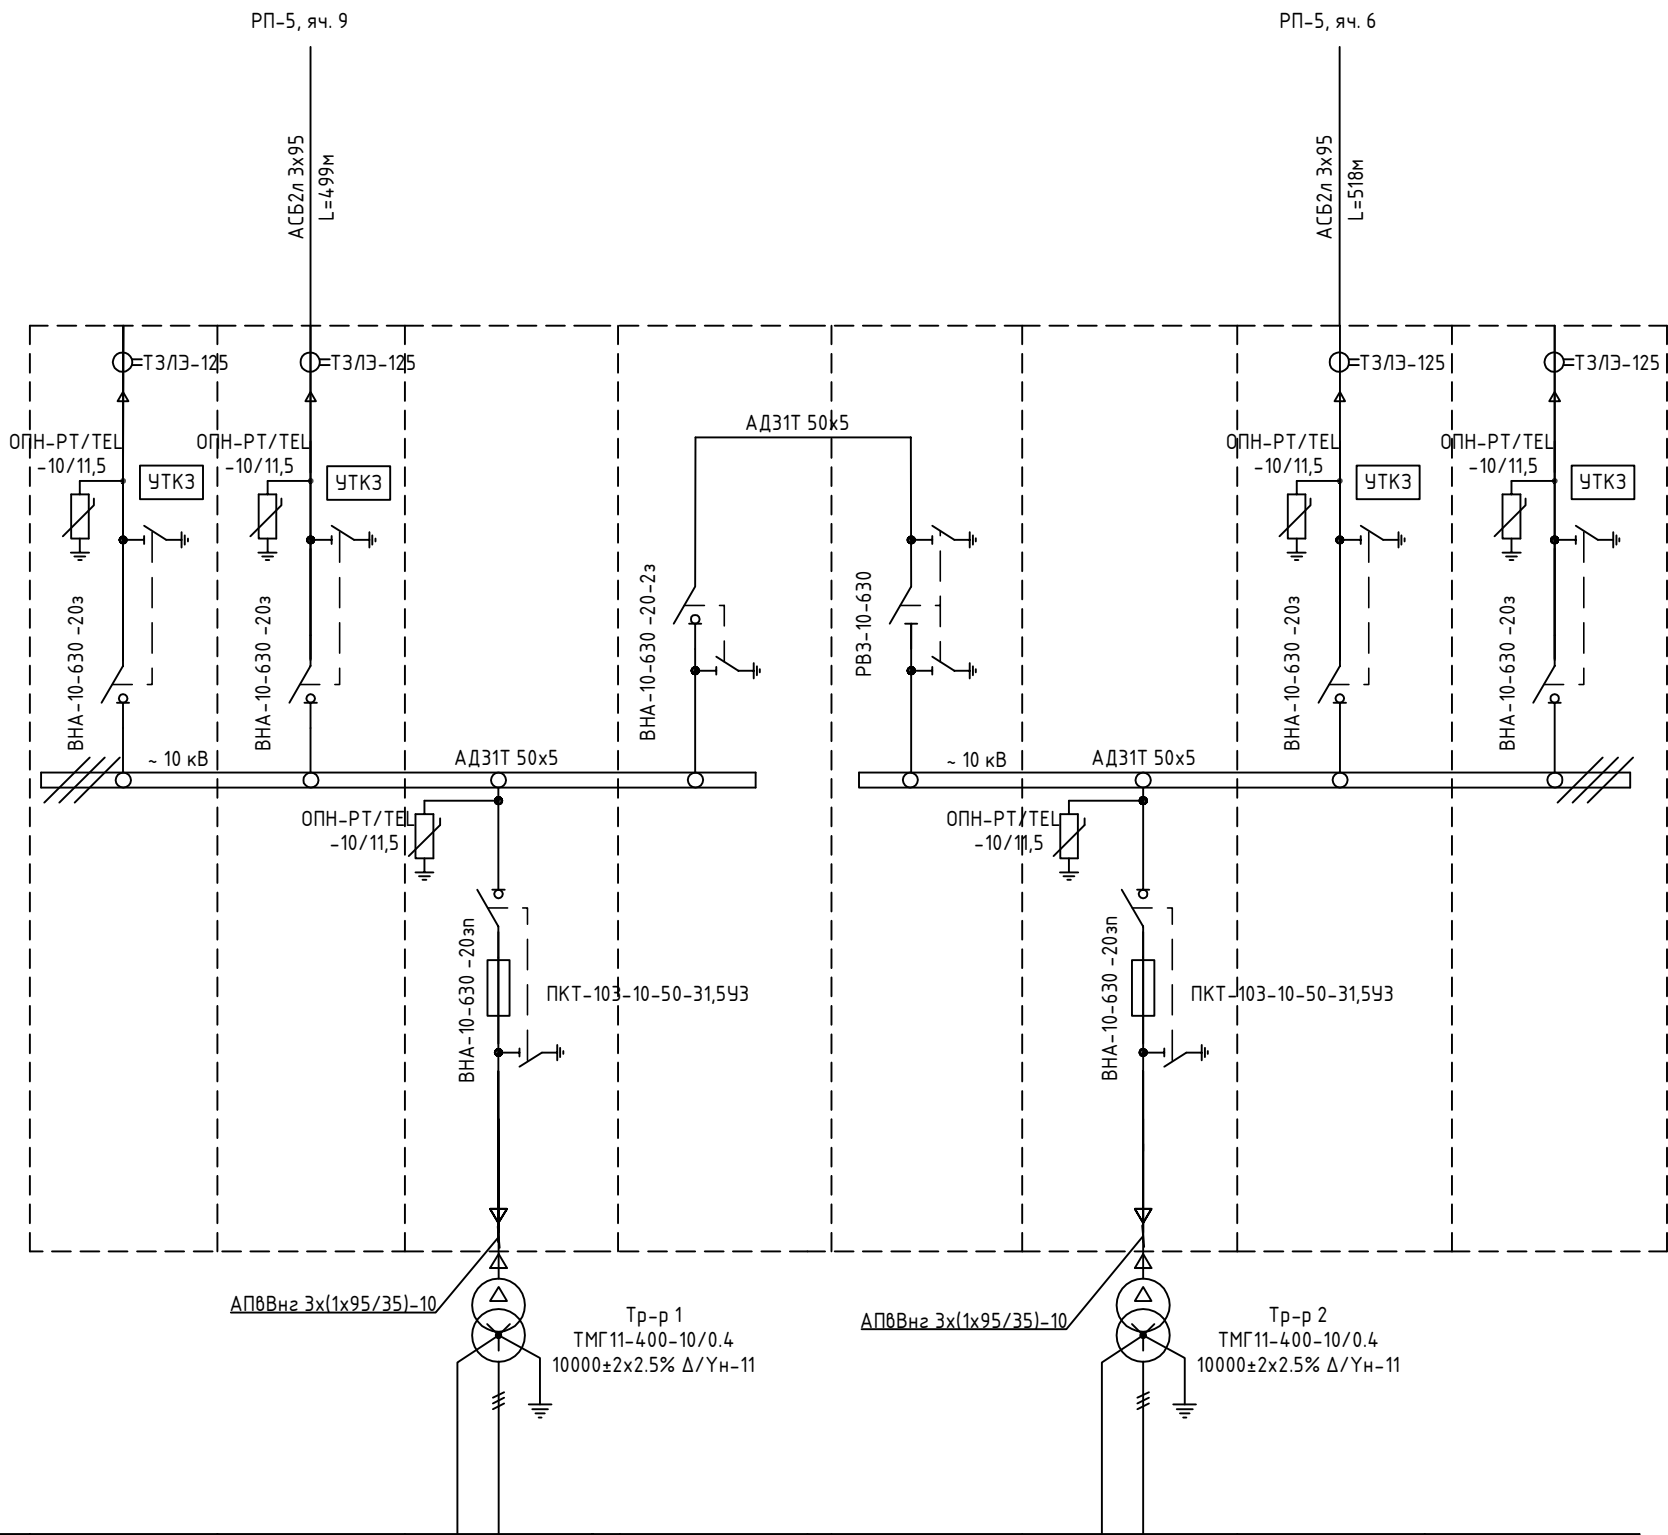 РП-5, яч. 9
РП-5, яч. 6
АСБ2л 3х95
L=499м
АСБ2л 3х95
L=518м
ТЗЛЭ-125
ТЗЛЭ-125
ТЗЛЭ-125
ТЗЛЭ-125
АД31Т 50х5
ОПН-РТ/TEL
-10/11,5
УТКЗ
ОПН-РТ/TEL
-10/11,5
УТКЗ
ОПН-РТ/TEL
-10/11,5
УТКЗ
ОПН-РТ/TEL
-10/11,5
УТКЗ
ВНА-10-630 -20з
ВНА-10-630 -20з
ВНА-10-630 -20-2з
РВЗ-10-630
ВНА-10-630 -20з
ВНА-10-630 -20з
~ 10 кВ
АД31Т 50х5
~ 10 кВ
АД31Т 50х5
ОПН-РТ/TEL
-10/11,5
ОПН-РТ/TEL
-10/11,5
ВНА-10-630 -20зп
ПКТ-103-10-50-31,5У3
ВНА-10-630 -20зп
ПКТ-103-10-50-31,5У3
АПвВнг 3х(1х95/35)-10
Тр-р 1
ТМГ11-400-10/0.4
10000±2х2.5% Δ/Yн-11
АПвВнг 3х(1х95/35)-10
Тр-р 2
ТМГ11-400-10/0.4
10000±2х2.5% Δ/Yн-11